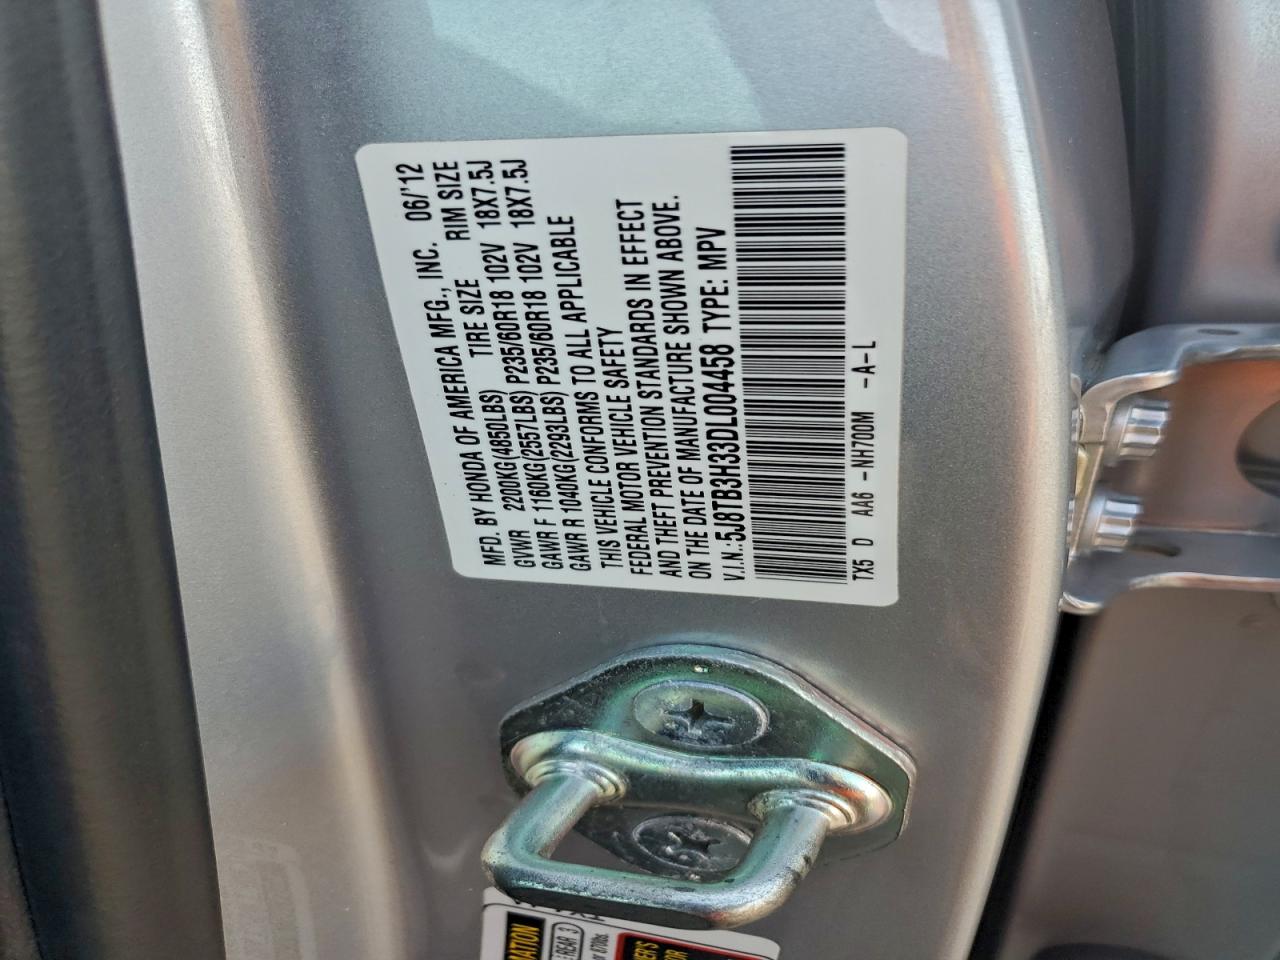 MFD. BY HONDA OF AMERICA MFG., INC. 06/'12
GVWR 2200KG(4850LBS) TIRE SIZE RIM SIZE
GAWR F 1160KG(2557LBS) P235/60R18 102V 18X7.5J
GAWR R 1040KG(2293LBS) P235/60R18 102V 18X7.5J
THIS VEHICLE CONFORMS TO ALL APPLICABLE
FEDERAL MOTOR VEHICLE SAFETY
AND THEFT PREVENTION STANDARDS IN EFFECT
ON THE DATE OF MANUFACTURE SHOWN ABOVE.
V.I.N.:5J8TB3H33DL004458 TYPE: MPV
TX5 D AA6 -NH700M -A-L
REAR 3